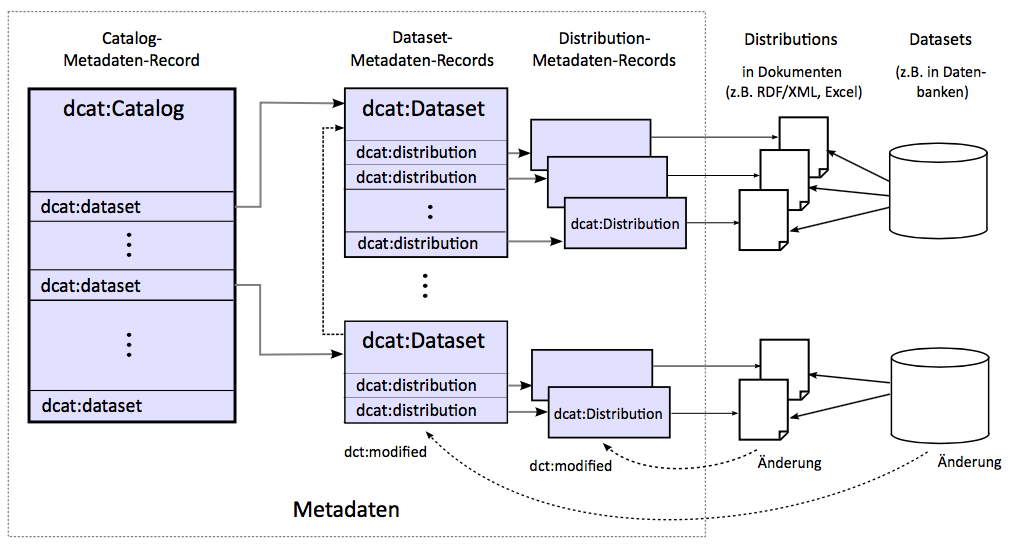 Catalog-
Metadaten-Record
Dataset-
Metadaten-Records
Distribution-
Metadaten-Records
Distributions
in Dokumenten
(z.B. RDF/XML, Excel)
Datasets
(z.B. in Daten-
banken)
dcat:Catalog
dcat:dataset
dcat:dataset
dcat:dataset
dcat:Dataset
dcat:distribution
dcat:distribution
dcat:distribution
dcat:Distribution
dcat:Dataset
dcat:distribution
dcat:distribution
dcat:Distribution
dct:modified
dct:modified
Änderung
Änderung
Metadaten